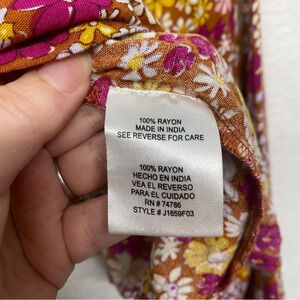 100% RAYON
MADE IN INDIA
SEE REVERSE FOR CARE
100% RAYON
HECHO EN INDIA
VEA EL REVERSO
PARA EL CUIDADO
RN # 74786
STYLE # J1659F03